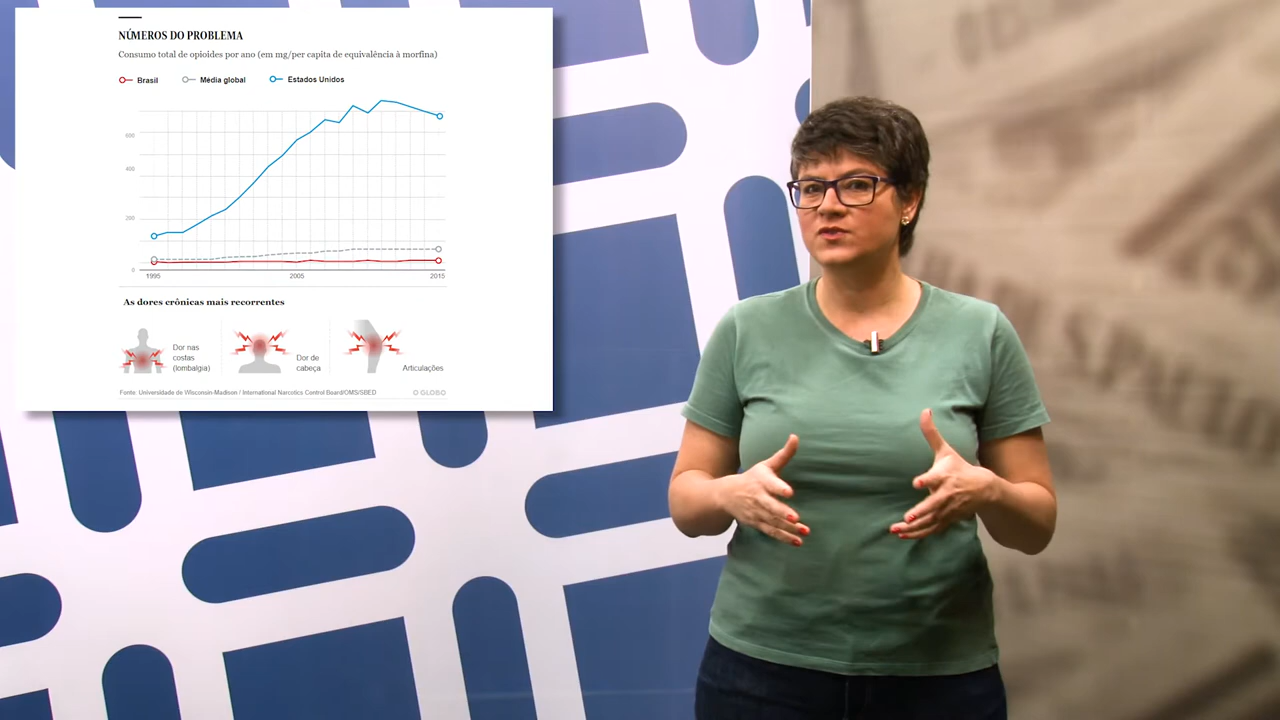 NÚMEROS DO PROBLEMA
Consumo total de opioides por ano (em mg/per capita de equivalência à morfina)
Brasil
Média global
Estados Unidos
600
400
200
0
1995
2005
2015
As dores crônicas mais recorrentes
Dor nas
costas
(lombalgia)
Dor de
cabeça
Articulações
Fonte: Universidade de Wisconsin-Madison / International Narcotics Control Board/OMS/SBED
O GLOBO